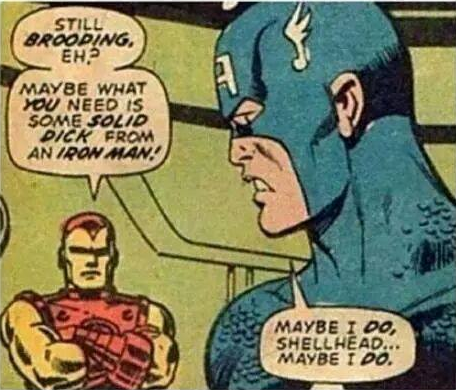 STILL
BROODING,
EH?
MAYBE WHAT
YOU NEED IS
SOME SOLID
DICK FROM
AN IRON MAN!
A
MAYBE I DO,
SHELLHEAD...
MAYBE I DO.